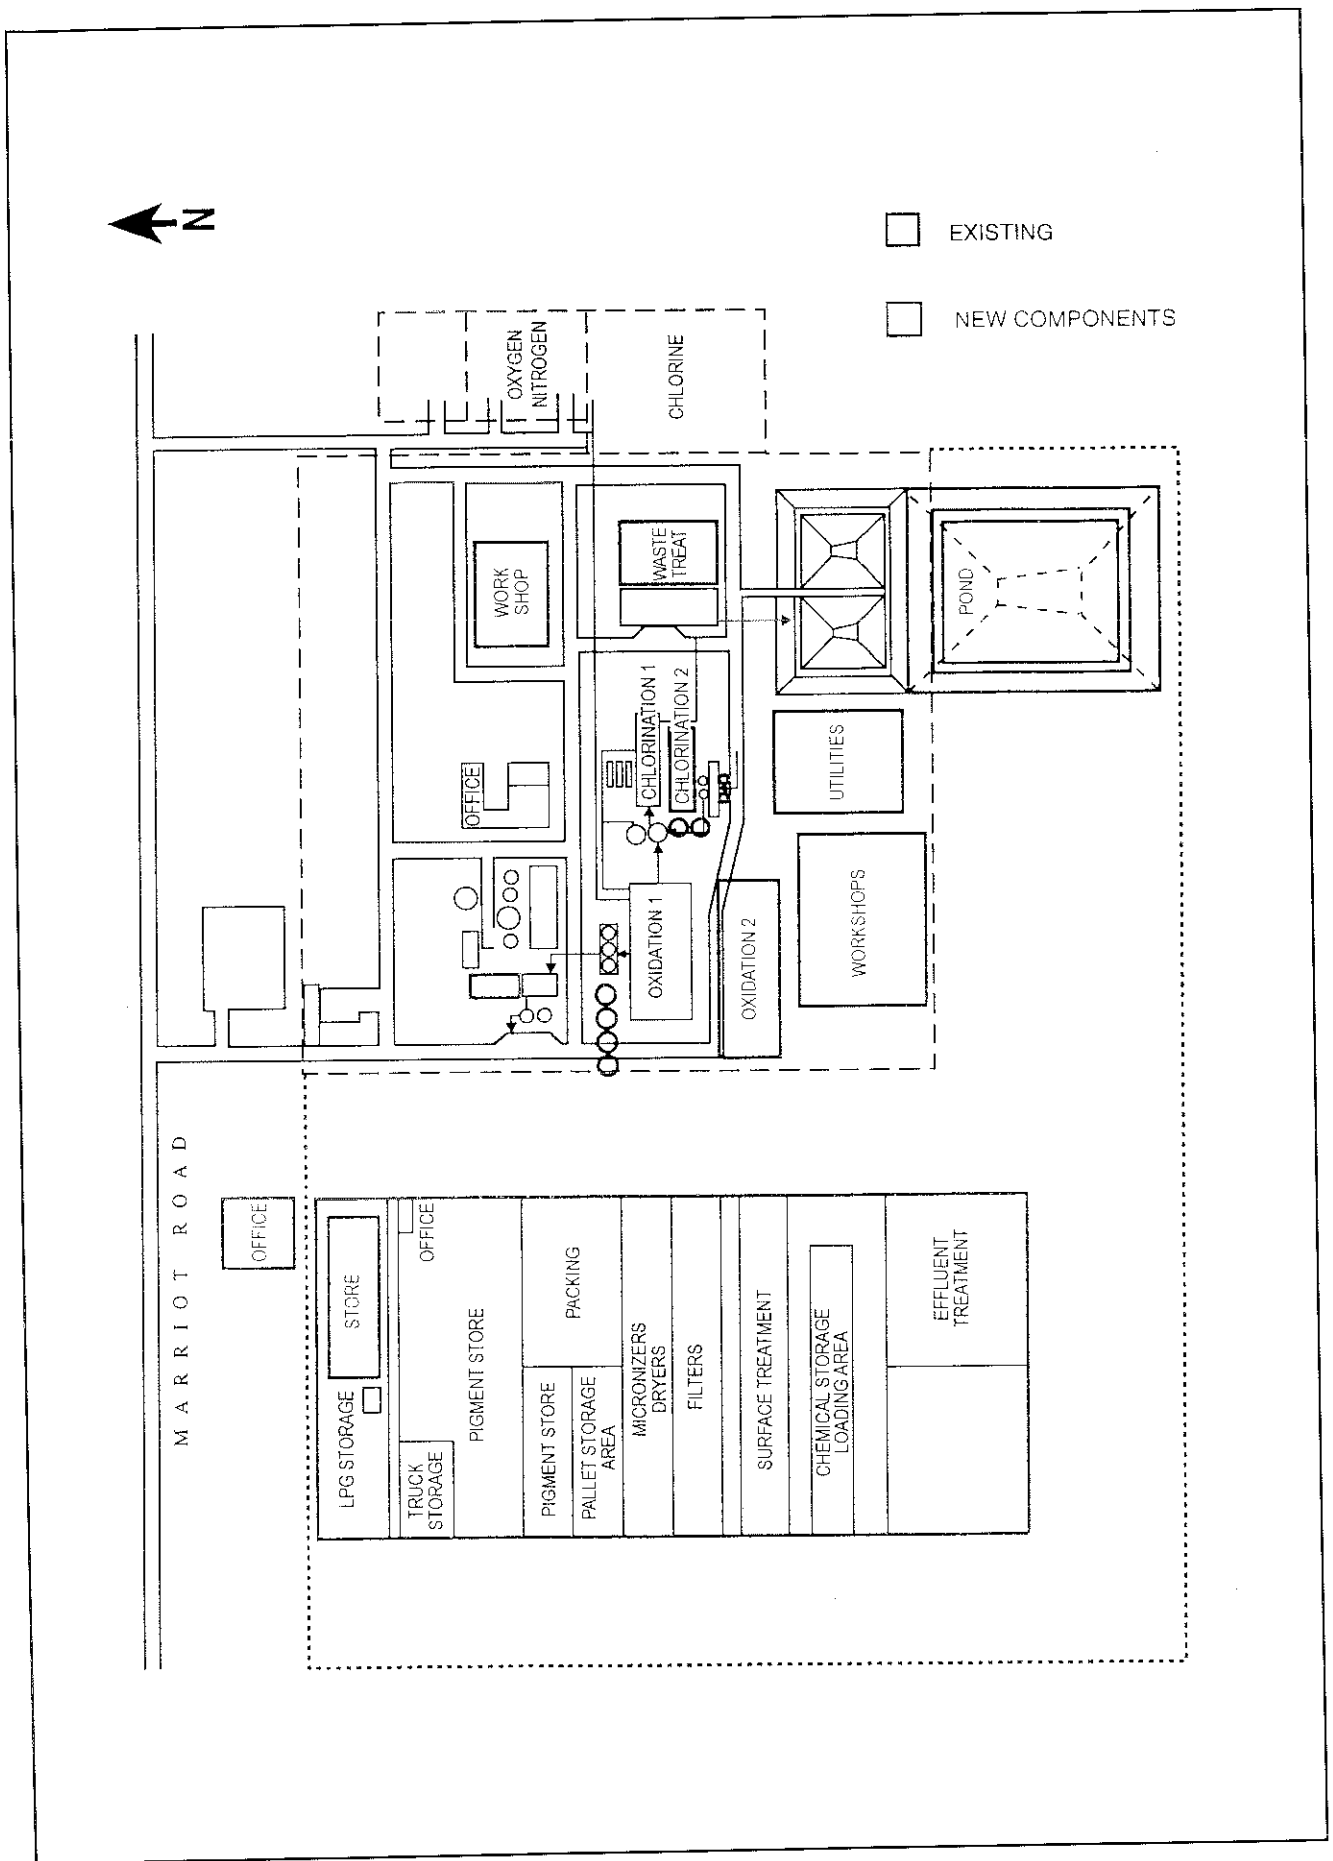 N
EXISTING
NEW COMPONENTS
OXYGEN
NITROGEN
CHLORINE
WORK
SHOP
WASTE
TREAT
POND
OFFICE
CHLORINATION 1
CHLORINATION 2
UTILITIES
OXIDATION 1
OXIDATION 2
WORKSHOPS
MARRIOT ROAD
OFFICE
STORE
LPG STORAGE
OFFICE
PIGMENT STORE
TRUCK
STORAGE
PACKING
PIGMENT STORE
PALLET STORAGE
AREA
MICRONIZERS
DRYERS
FILTERS
SURFACE TREATMENT
CHEMICAL STORAGE
LOADING AREA
EFFLUENT
TREATMENT